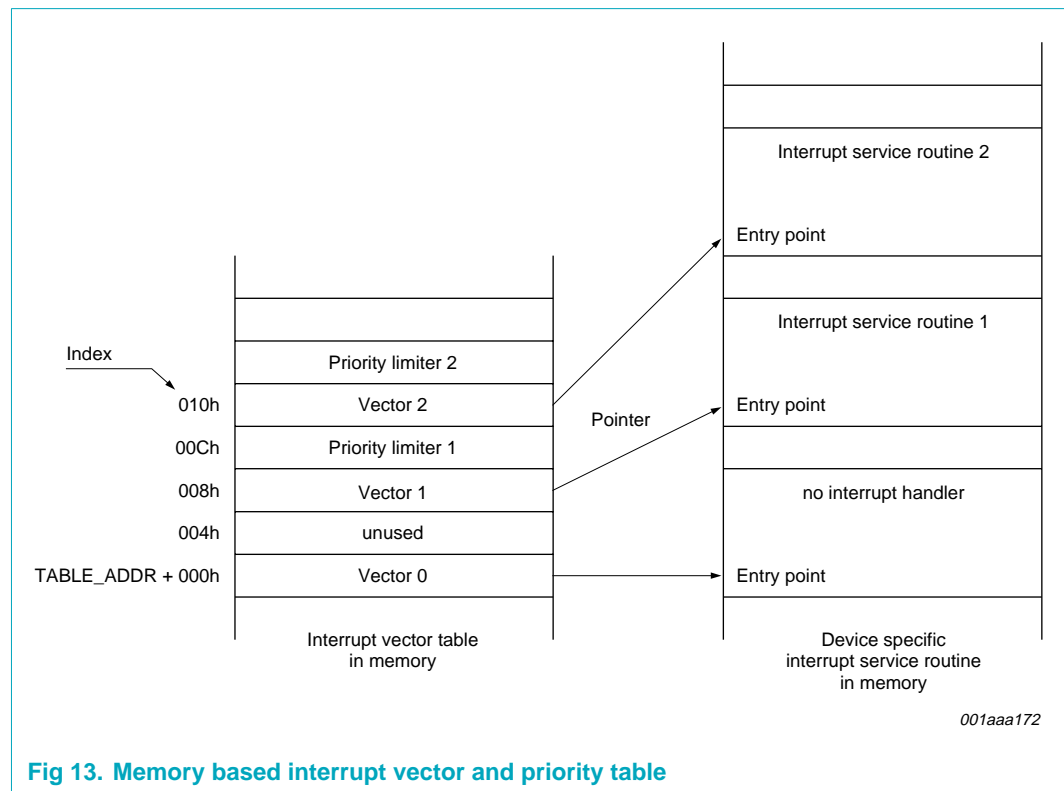 Interrupt service routine 2
Entry point
Interrupt service routine 1
Index
Priority limiter 2
010h
Vector 2
Pointer
Entry point
00Ch
Priority limiter 1
008h
Vector 1
no interrupt handler
004h
unused
TABLE_ADDR + 000h
Vector 0
Entry point
Interrupt vector table
in memory
Device specific
interrupt service routine
in memory
001aaa172
Fig 13. Memory based interrupt vector and priority table